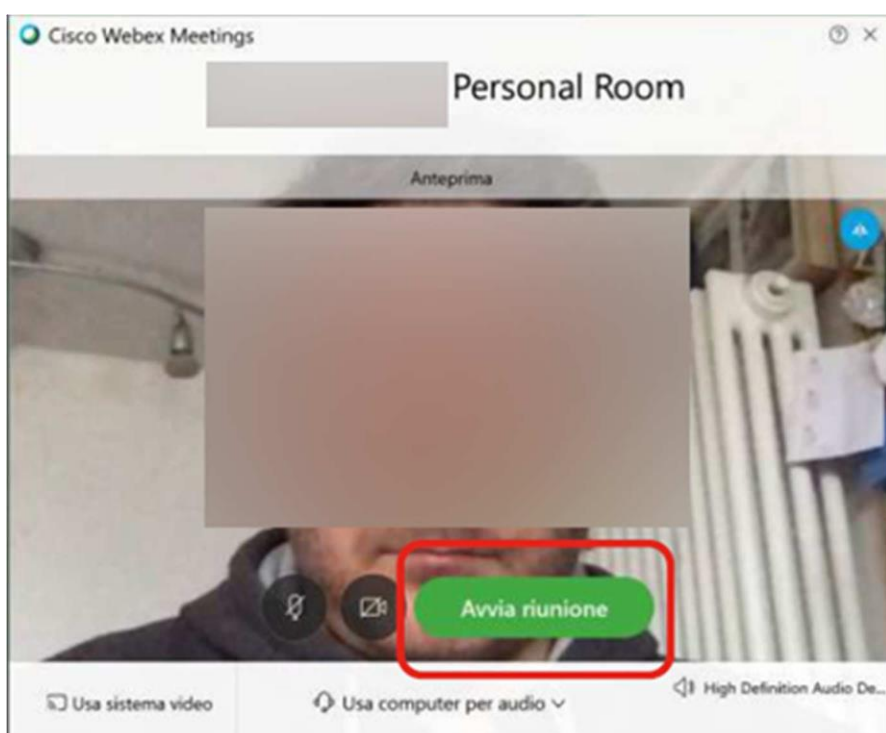 Cisco Webex Meetings
Personal Room
Anteprima
Avvia riunione
Usa sistema video
Usa computer per audio
High Definition Audio De...